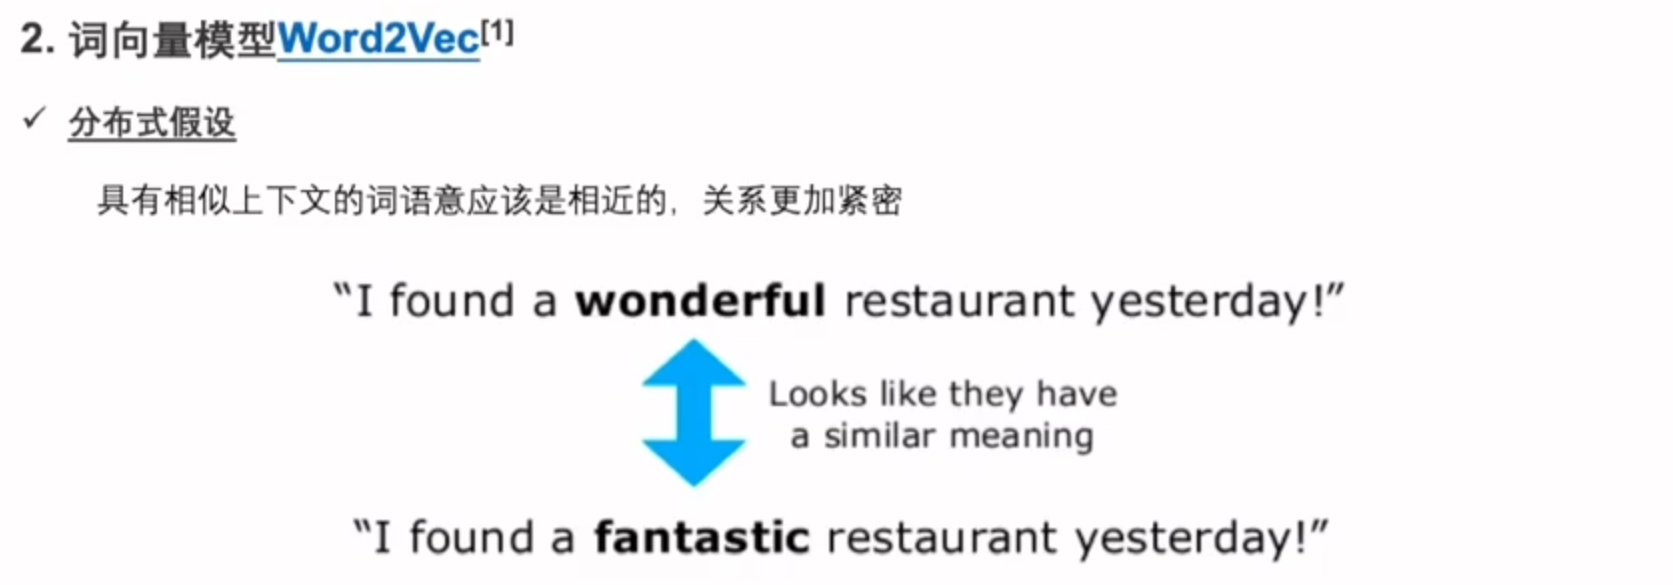 2. 词向量模型Word2Vec[1]
✓ 分布式假设
具有相似上下文的词语意应该是相近的，关系更加紧密
“I found a wonderful restaurant yesterday!”
Looks like they have
a similar meaning
“I found a fantastic restaurant yesterday!”